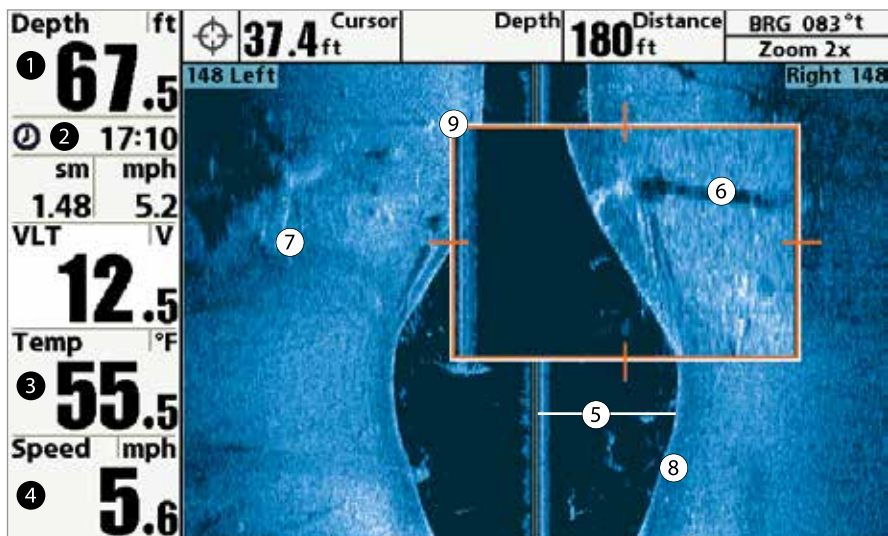 Depth ft
1 67.5
2 17:10
sm mph
1.48 5.2
VLT V
12.5
Temp °F
3 55.5
Speed mph
4 5.6
37.4 ft Cursor
Depth
180 ft Distance
BRG 083°t
Zoom 2x
148 Left
Right 148
9
6
7
5
8